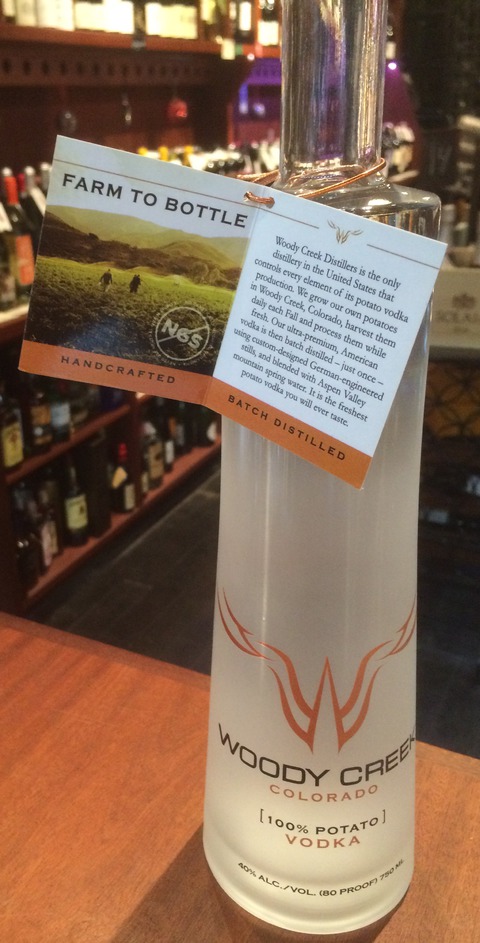 FARM TO BOTTLE
NGS
HANDCRAFTED
Woody Creek Distillers is the only
distillery in the United States that
controls every element of its potato vodka
production. We grow our own potatoes
in Woody Creek, Colorado, harvest them
daily each Fall and process them while
fresh. Our ultra-premium, American
vodka is then batch distilled – just once –
using custom-designed German-engineered
stills, and blended with Aspen Valley
mountain spring water. It is the freshest
potato vodka you will ever taste.
BATCH DISTILLED
WOODY CREEK
COLORADO
[100% POTATO]
VODKA
40% ALC./VOL. (80 PROOF) 750 ML